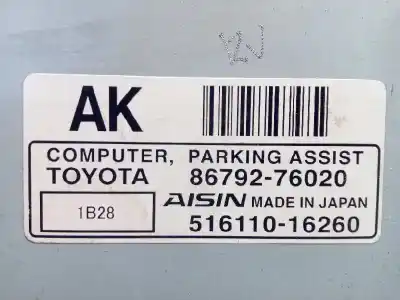 AK
COMPUTER, PARKING ASSIST
TOYOTA 86792-76020
1B28 AISIN MADE IN JAPAN
516110-16260